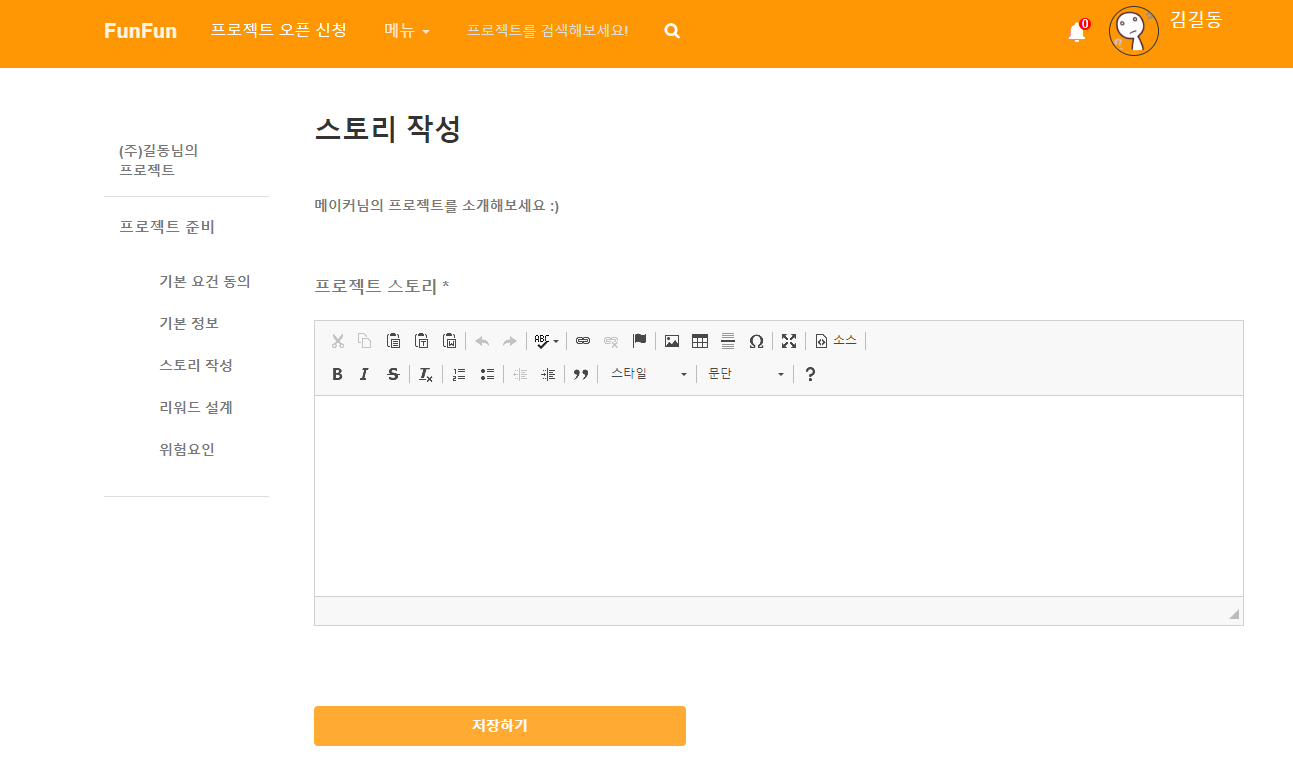 FunFun 프로젝트 오픈 신청 메뉴 프로젝트를 검색해보세요! 0 김길동
스토리 작성
(주)길동님의
프로젝트
메이커님의 프로젝트를 소개해보세요 :)
프로젝트 준비
기본 요건 동의
기본 정보
스토리 작성
리워드 설계
위험요인
프로젝트 스토리 *
ABC 소스
B I S Tx 스타일 문단 ?
저장하기